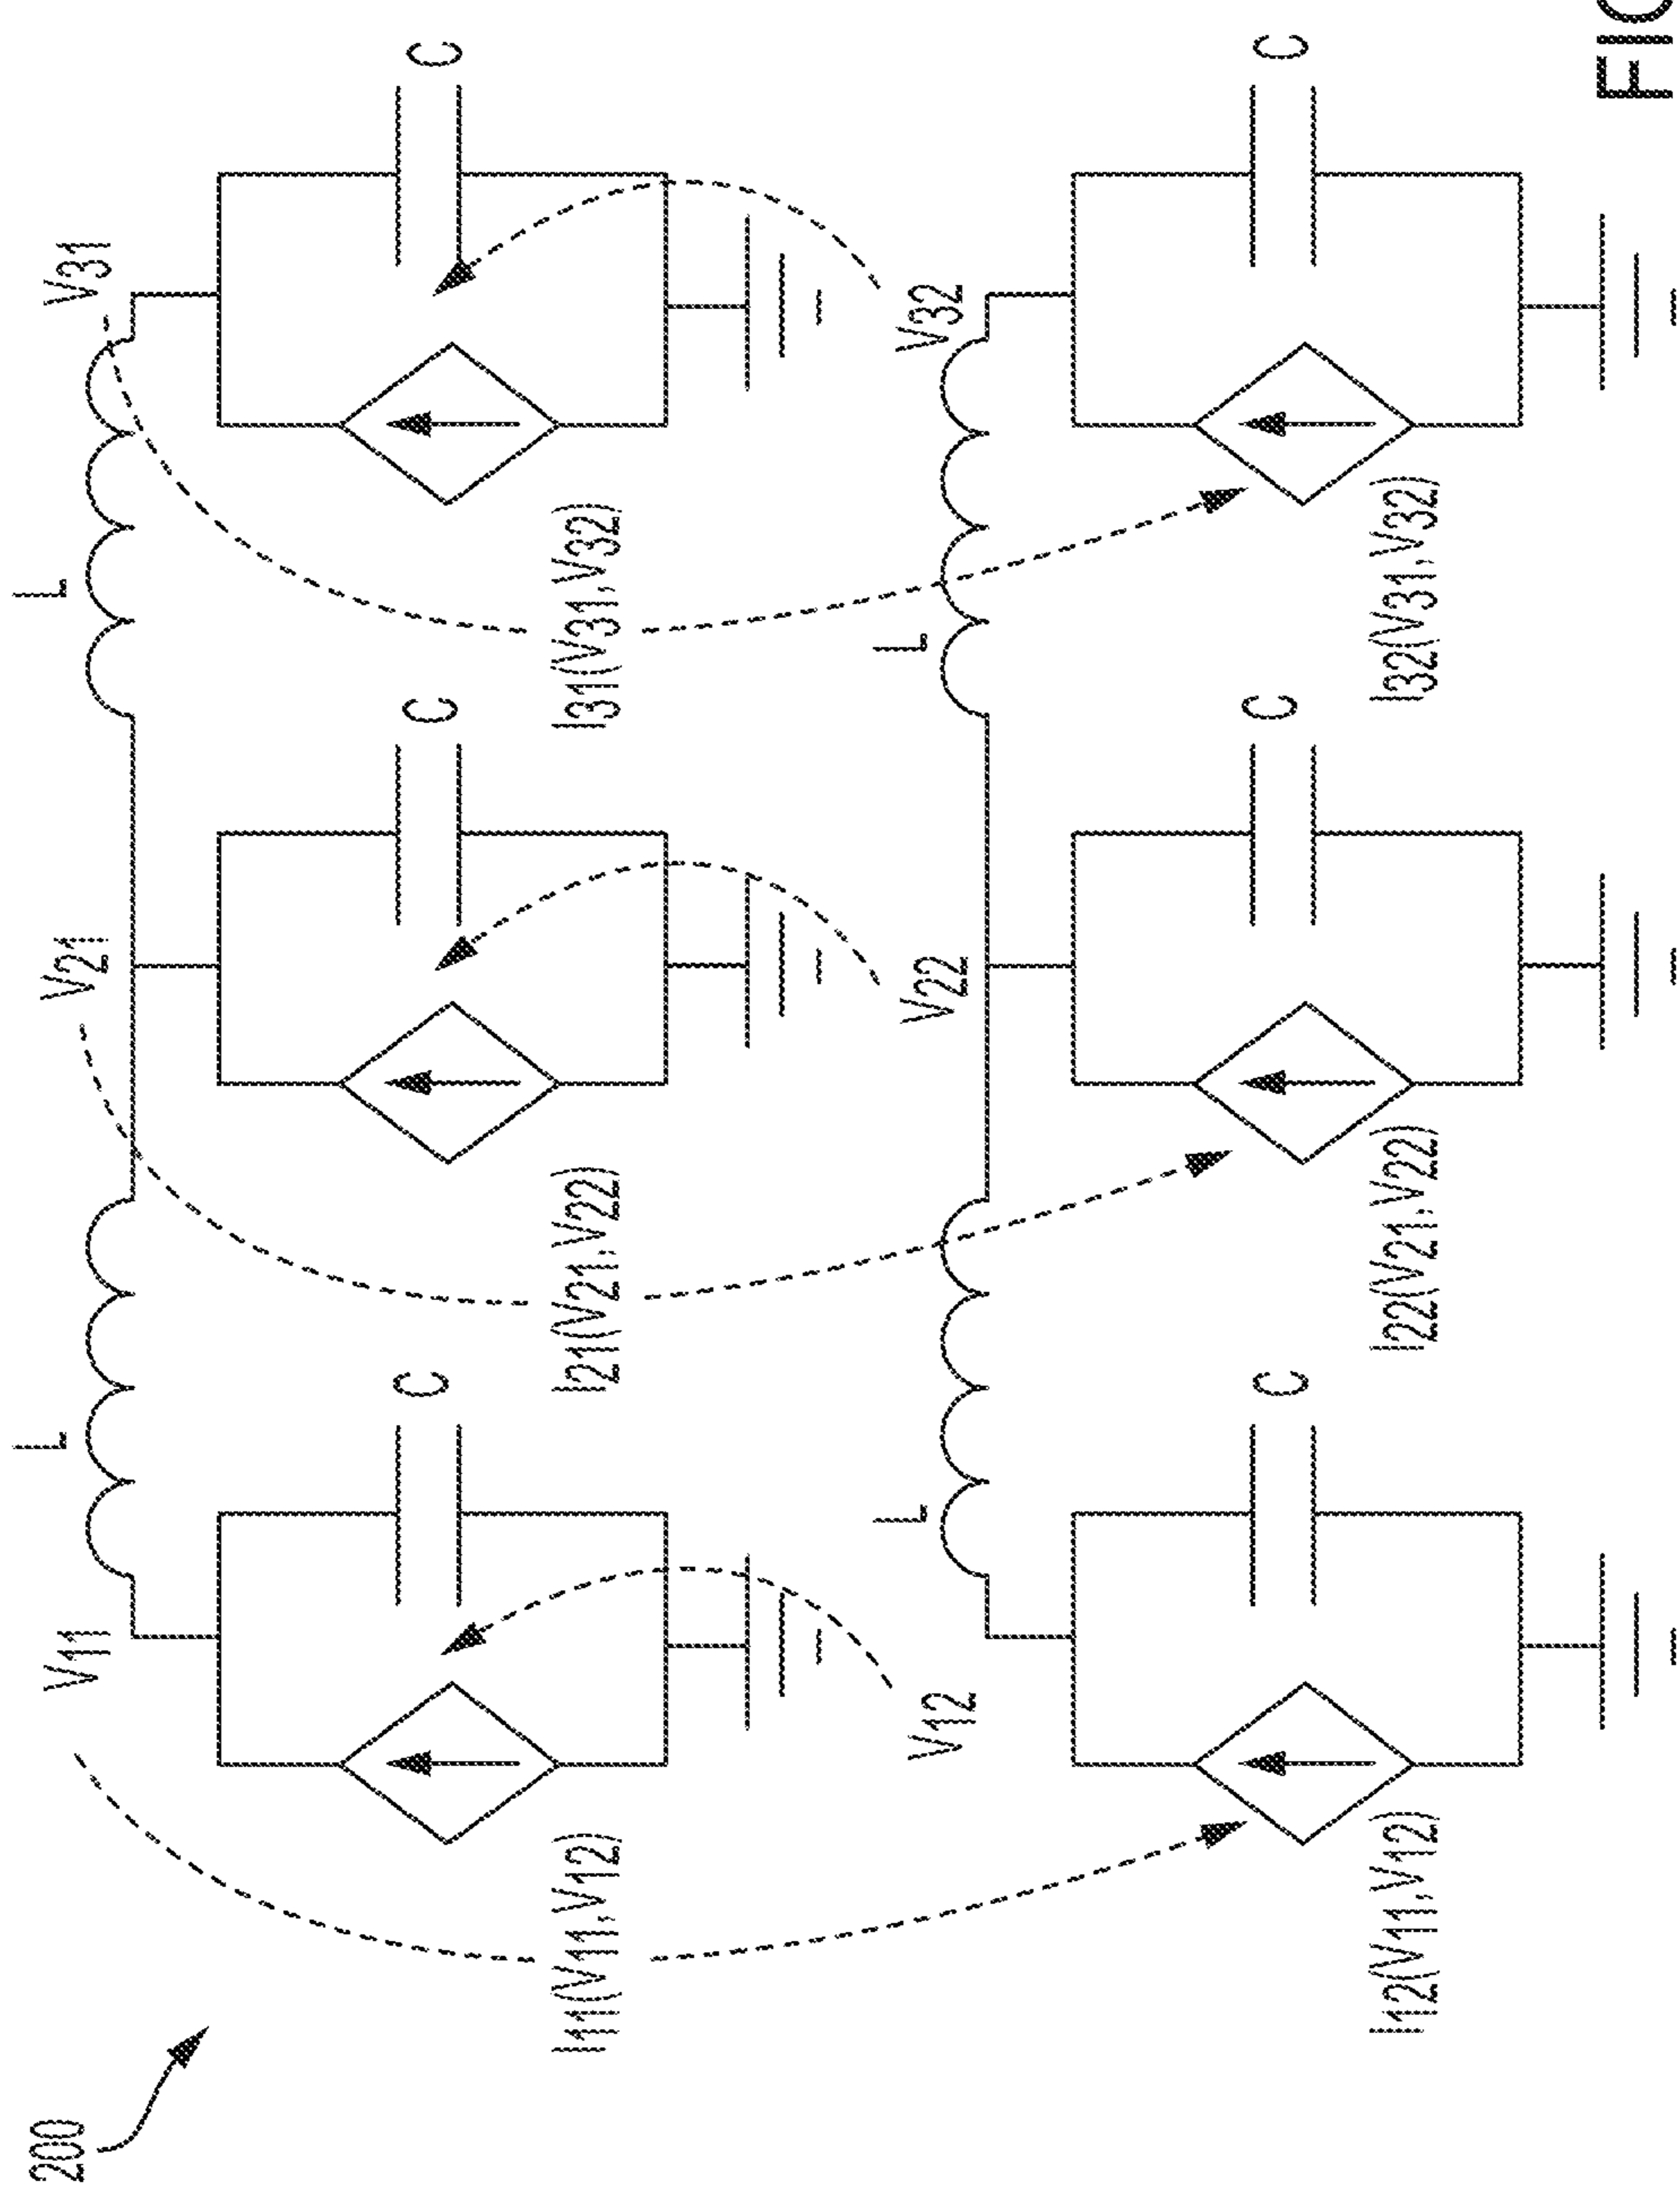 200
V11
L
V21
L
V31
C
C
C
I11(V11,V12)
I21(V21,V22)
I31(V31,V32)
V12
L
V22
L
V32
C
C
C
I12(V11,V12)
I22(V21,V22)
I32(V31,V32)